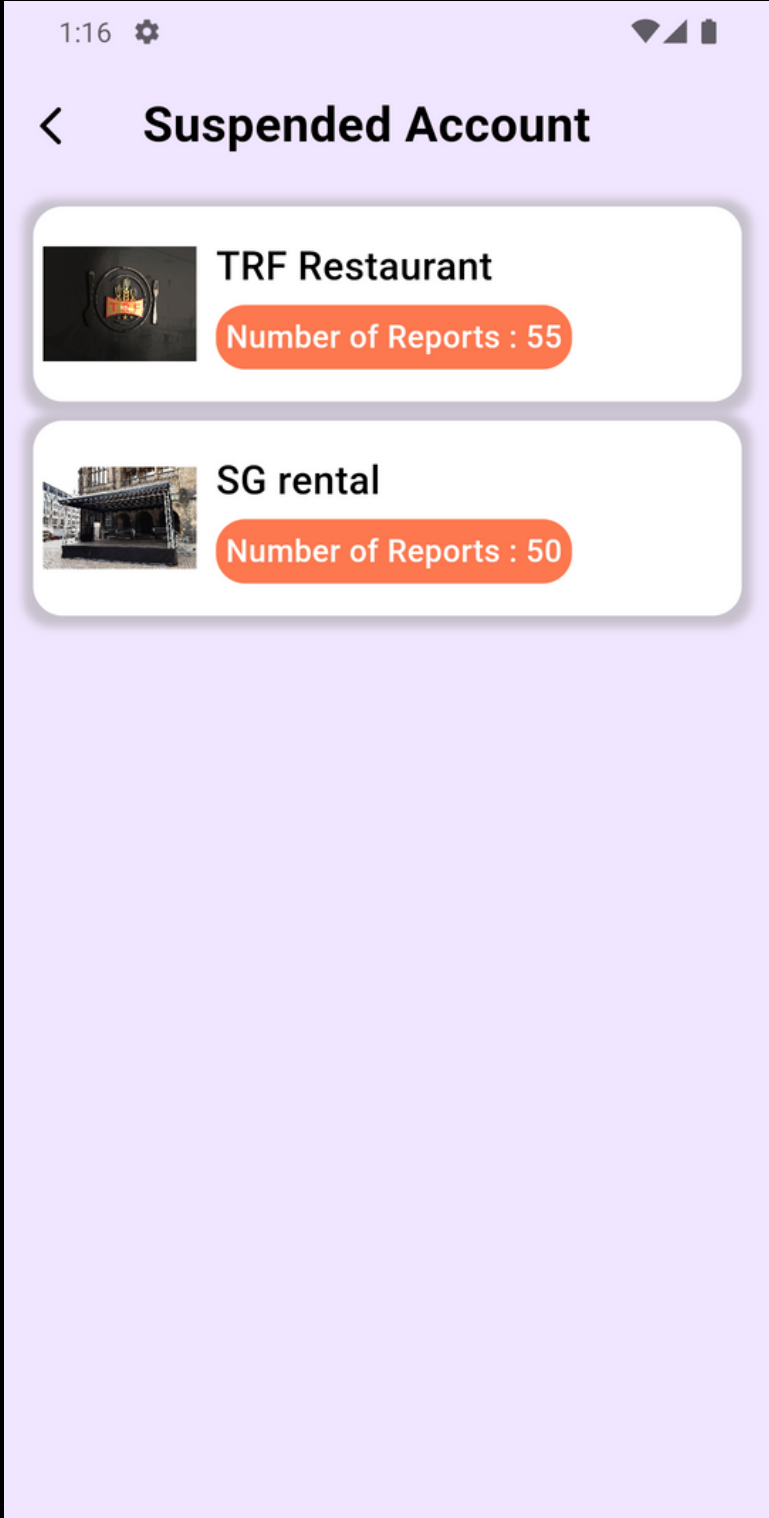 1:16
Suspended Account
TRF Restaurant
Number of Reports : 55
SG rental
Number of Reports : 50